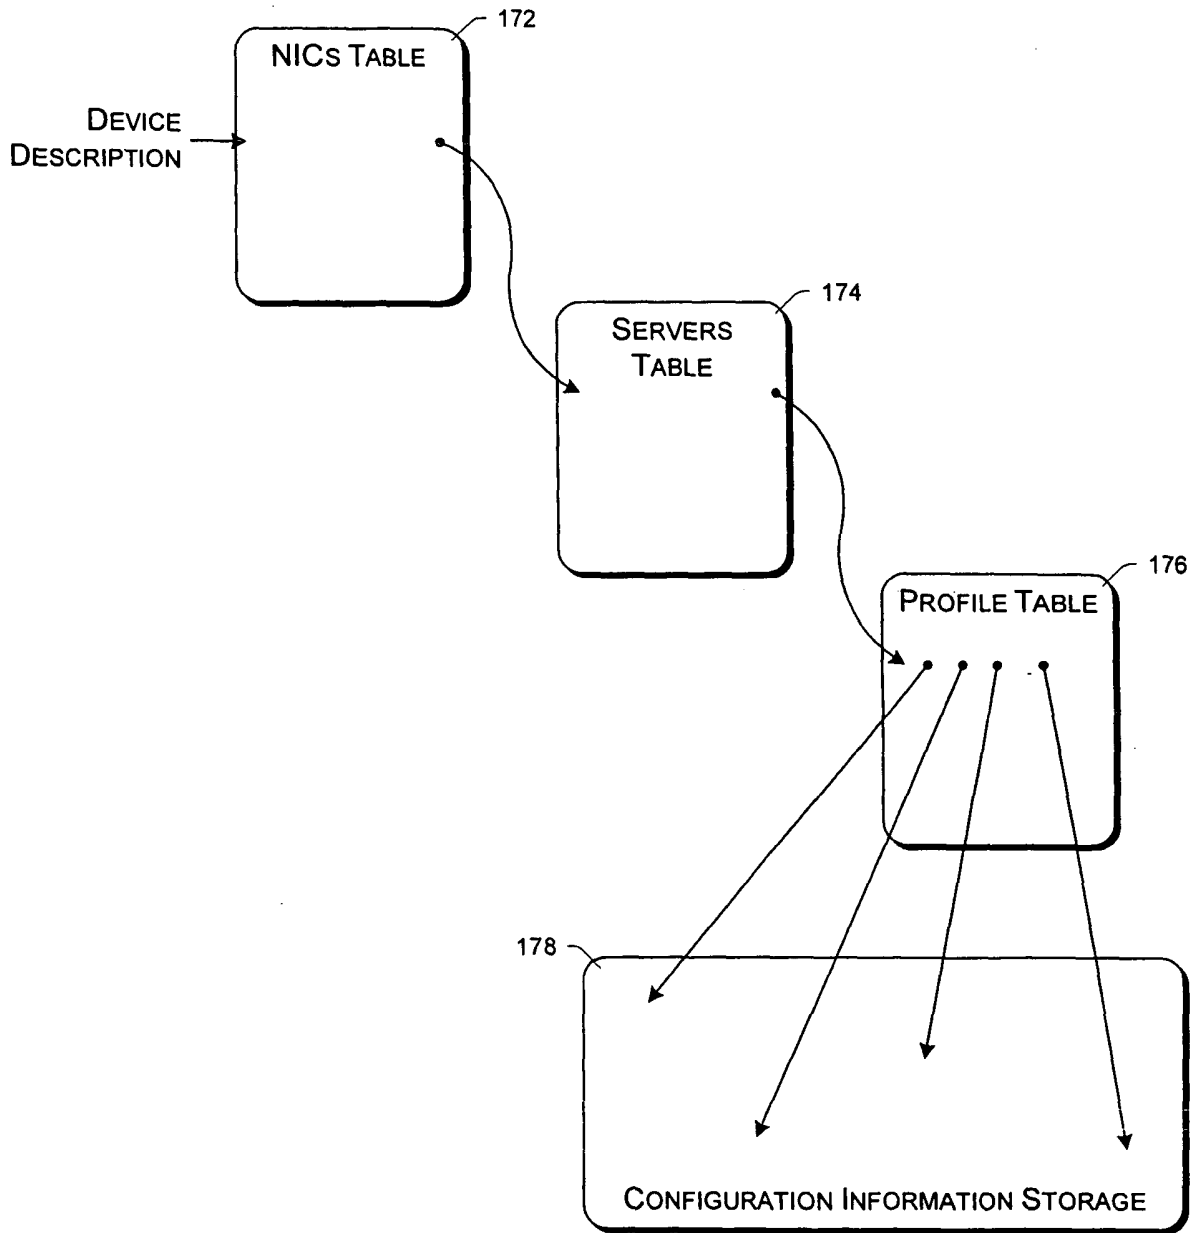 172
NICs TABLE
DEVICE
DESCRIPTION
174
SERVERS
TABLE
176
PROFILE TABLE
178
CONFIGURATION INFORMATION STORAGE